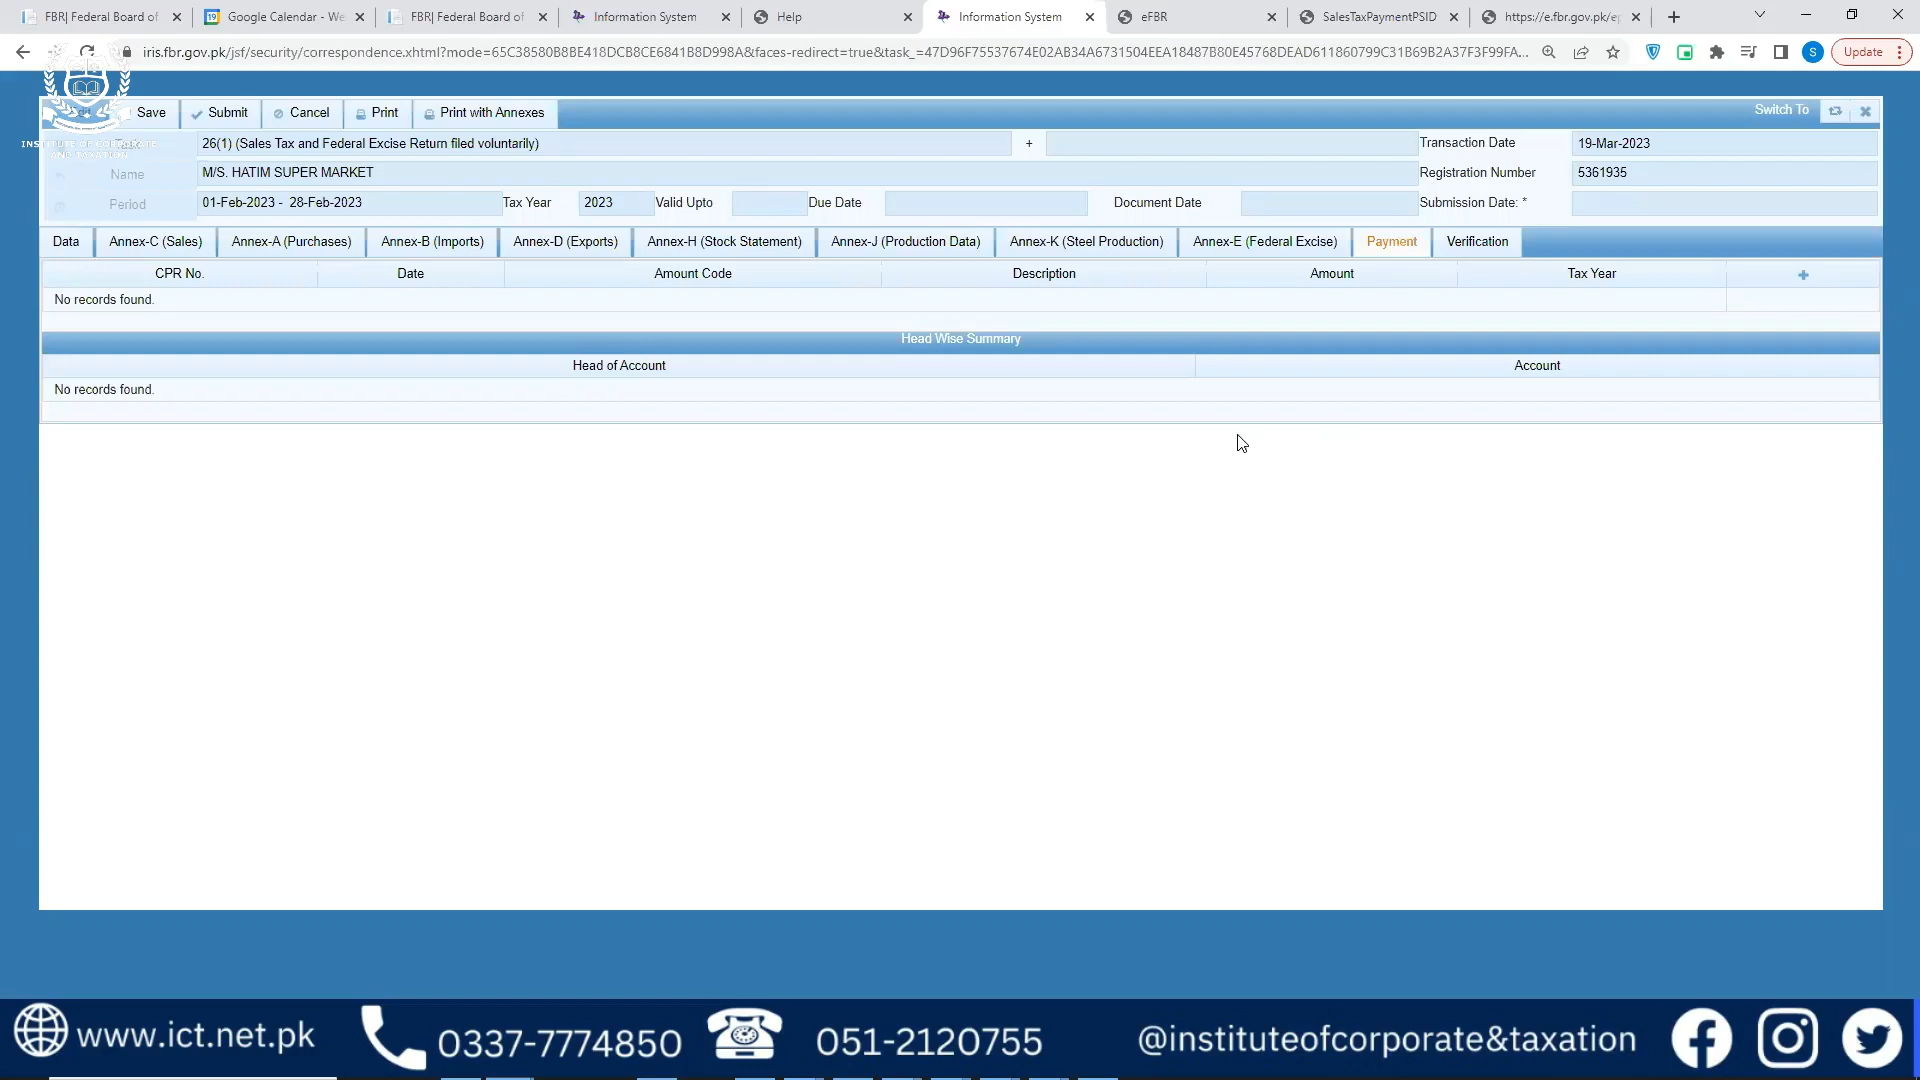 FBR| Federal Board of
Google Calendar - We
FBR| Federal Board of
Information System
Help
Information System
eFBR
SalesTaxPaymentPSID
https://e.fbr.gov.pk/ep
iris.fbr.gov.pk/jsf/security/correspondence.xhtml?mode=65C38580B8BE418DCB8CE6841B8D998A&faces-redirect=true&task_=47D96F75537674E02AB34A6731504EEA18487B80E45768DEAD611860799C31B69B2A37F3F99FA...
S
Update
Save
Submit
Cancel
Print
Print with Annexes
Switch To
INSTITUTE OF CORPORATE
AND TAXATION
26(1) (Sales Tax and Federal Excise Return filed voluntarily)
+
Transaction Date
19-Mar-2023
Name
M/S. HATIM SUPER MARKET
Registration Number
5361935
Period
01-Feb-2023 - 28-Feb-2023
Tax Year
2023
Valid Upto
Due Date
Document Date
Submission Date: *
Data
Annex-C (Sales)
Annex-A (Purchases)
Annex-B (Imports)
Annex-D (Exports)
Annex-H (Stock Statement)
Annex-J (Production Data)
Annex-K (Steel Production)
Annex-E (Federal Excise)
Payment
Verification
CPR No.
Date
Amount Code
Description
Amount
Tax Year
+
No records found.
Head Wise Summary
Head of Account
Account
No records found.
www.ict.net.pk
0337-7774850
051-2120755
@instituteofcorporate&taxation